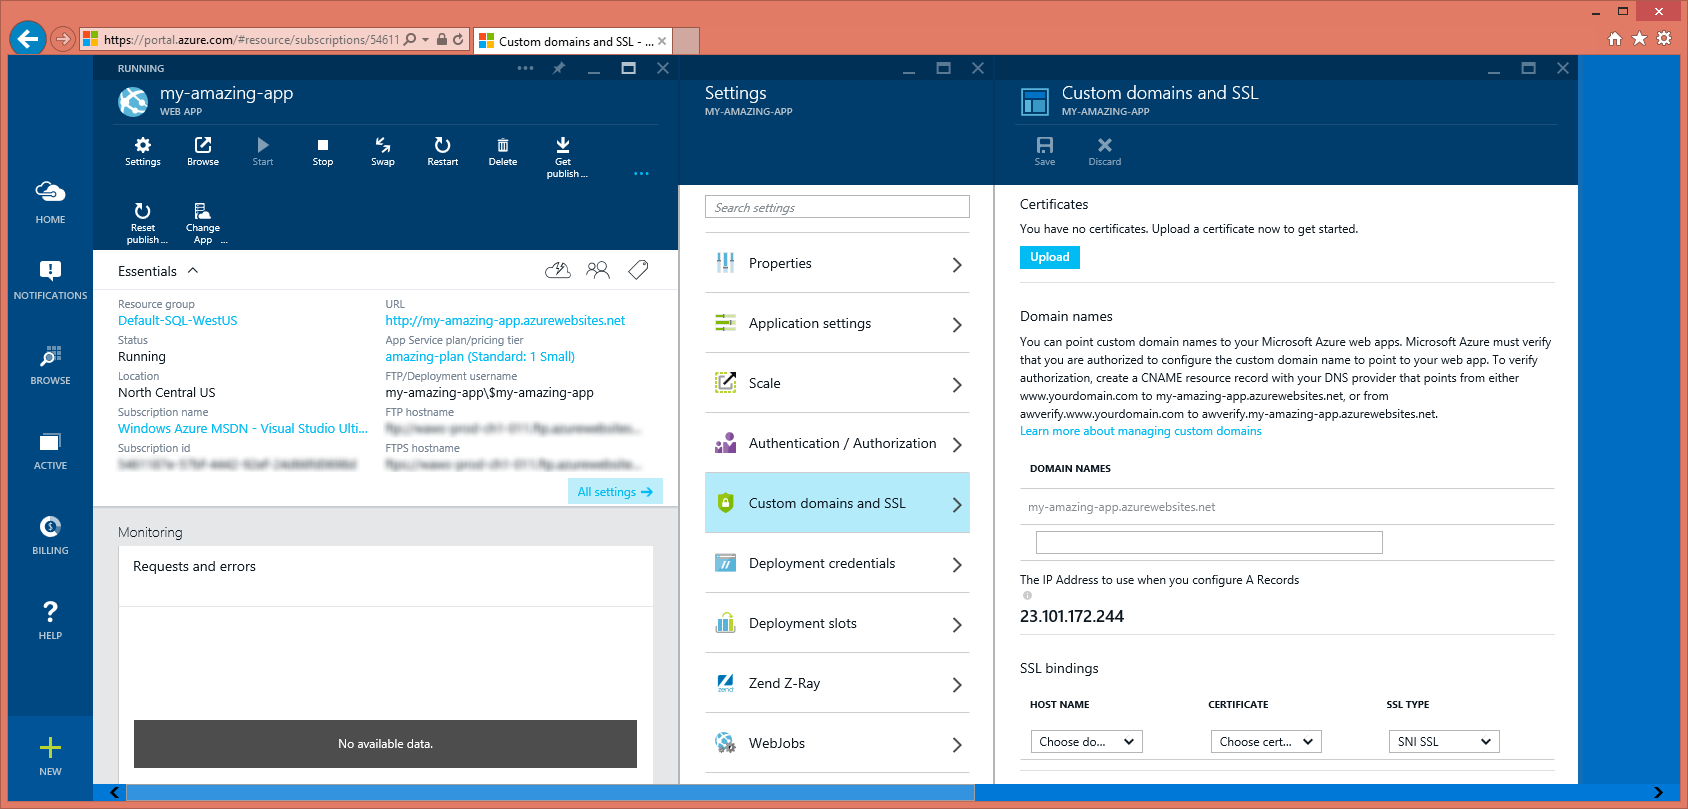 https://portal.azure.com/#resource/subscriptions/54611
Custom domains and SSL - ...
HOME
NOTIFICATIONS
BROWSE
ACTIVE
BILLING
HELP
NEW
RUNNING
my-amazing-app
WEB APP
Settings
Browse
Start
Stop
Swap
Restart
Delete
Get
publish ...
Reset
publish ...
Change
App ...
Essentials
Resource group
Default-SQL-WestUS
Status
Running
Location
North Central US
Subscription name
Windows Azure MSDN - Visual Studio Ulti...
Subscription id
URL
http://my-amazing-app.azurewebsites.net
App Service plan/pricing tier
amazing-plan (Standard: 1 Small)
FTP/Deployment username
my-amazing-app\$my-amazing-app
FTP hostname
FTPS hostname
All settings
Monitoring
Requests and errors
No available data.
Settings
MY-AMAZING-APP
Search settings
Properties
Application settings
Scale
Authentication / Authorization
Custom domains and SSL
Deployment credentials
Deployment slots
zend
Zend Z-Ray
WebJobs
Custom domains and SSL
MY-AMAZING-APP
Save
Discard
Certificates
You have no certificates. Upload a certificate now to get started.
Upload
Domain names
You can point custom domain names to your Microsoft Azure web apps. Microsoft Azure must verify
that you are authorized to configure the custom domain name to point to your web app. To verify
authorization, create a CNAME resource record with your DNS provider that points from either
www.yourdomain.com to my-amazing-app.azurewebsites.net, or from
awverify.www.yourdomain.com to awverify.my-amazing-app.azurewebsites.net.
Learn more about managing custom domains
DOMAIN NAMES
my-amazing-app.azurewebsites.net
The IP Address to use when you configure A Records
23.101.172.244
SSL bindings
HOST NAME
CERTIFICATE
SSL TYPE
Choose do...
Choose cert...
SNI SSL